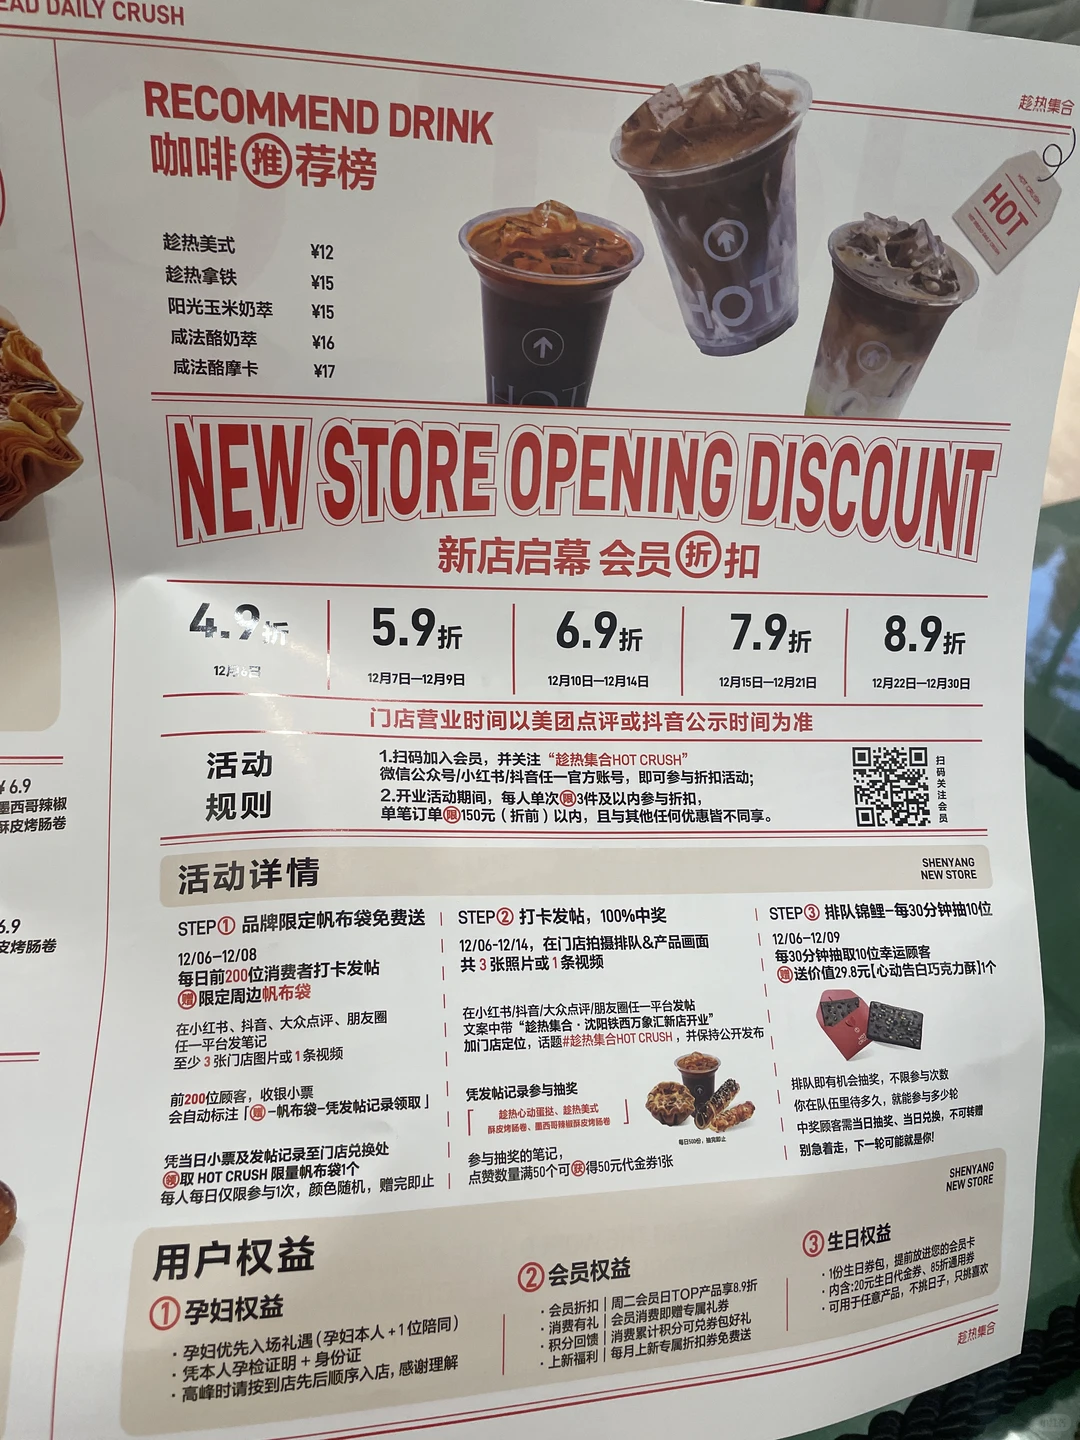 EAD DAILY CRUSH
趁热集合
RECOMMEND DRINK
咖啡推荐榜
趁热美式 ¥12
趁热拿铁 ¥15
阳光玉米奶萃 ¥15
咸法酪奶萃 ¥16
咸法酪摩卡 ¥17
HOT CRUSH
HOT
HOT
HOT
NEW STORE OPENING DISCOUNT
新店启幕 会员折扣
4.9折
12月6日
5.9折
12月7日—12月9日
6.9折
12月10日—12月14日
7.9折
12月15日—12月21日
8.9折
12月22日—12月30日
门店营业时间以美团点评或抖音公示时间为准
活动
规则
1.扫码加入会员，并关注“趁热集合HOT CRUSH”
微信公众号/小红书/抖音任一官方账号，即可参与折扣活动;
2.开业活动期间，每人单次限3件及以内参与折扣，
单笔订单限150元（折前）以内，且与其他任何优惠皆不同享。
扫码关注会员
¥6.9
墨西哥辣椒
酥皮烤肠卷
6.9
皮烤肠卷
活动详情
SHENYANG
NEW STORE
STEP① 品牌限定帆布袋免费送
12/06—12/08
每日前200位消费者打卡发帖
赠限定周边帆布袋
在小红书、抖音、大众点评、朋友圈
任一平台发笔记
至少 3 张门店图片或 1 条视频
前200位顾客，收银小票
会自动标注「赠–帆布袋–凭发帖记录领取」
凭当日小票及发帖记录至门店兑换处
领取 HOT CRUSH 限量帆布袋1个
每人每日仅限参与1次，颜色随机，赠完即止
STEP② 打卡发帖，100%中奖
12/06-12/14，在门店拍摄排队&产品画面
共 3 张照片或 1 条视频
在小红书/抖音/大众点评/朋友圈任一平台发帖
文案中带“趁热集合·沈阳铁西万象汇新店开业”
加门店定位，话题#趁热集合HOT CRUSH，并保持公开发布
凭发帖记录参与抽奖
趁热心动蛋挞、趁热美式
酥皮烤肠卷、墨西哥辣椒酥皮烤肠卷
每日500份，抽完即止
参与抽奖的笔记，
点赞数量满50个可获得50元代金券1张
STEP③ 排队锦鲤–每30分钟抽10位
12/06—12/09
每30分钟抽取10位幸运顾客
赠送价值29.8元【心动告白巧克力酥】1个
排队即有机会抽奖，不限参与次数
你在队伍里待多久，就能参与多少轮
中奖顾客需当日抽奖、当日兑换，不可转赠
别急着走，下一轮可能就是你!
SHENYANG
NEW STORE
用户权益
①孕妇权益
·孕妇优先入场礼遇（孕妇本人+1位陪同）
·凭本人孕检证明 + 身份证
·高峰时请按到店先后顺序入店，感谢理解
②会员权益
·会员折扣｜周二会员日TOP产品享8.9折
·消费有礼｜会员消费即赠专属礼券
·积分回馈｜消费累计积分可兑券包好礼
·上新福利｜每月上新专属折扣券免费送
③生日权益
·1份生日券包，提前放进您的会员卡
·内含:20元生日代金券、85折通用券
·可用于任意产品，不挑日子，只挑喜欢
趁热集合